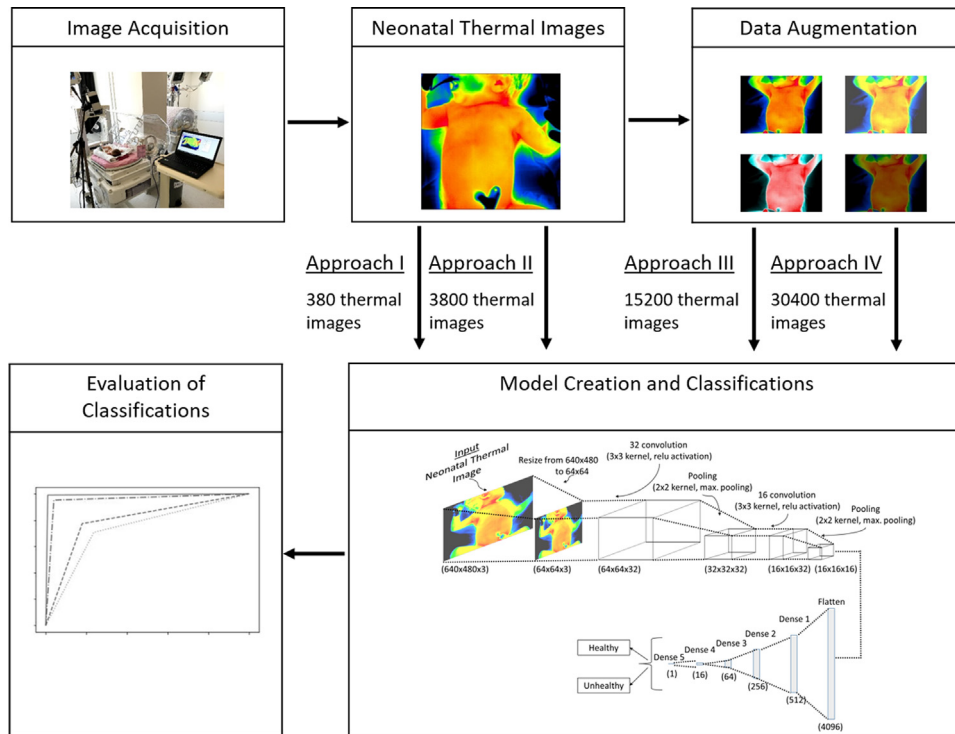 Image Acquisition
Neonatal Thermal Images
Data Augmentation
Approach I
380 thermal
images
Approach II
3800 thermal
images
Approach III
15200 thermal
images
Approach IV
30400 thermal
images
Evaluation of
Classifications
Model Creation and Classifications
Input
Neonatal Thermal
Image
Resize from 640x480
to 64x64
32 convolution
(3x3 kernel, relu activation)
Pooling
(2x2 kernel, max. pooling)
16 convolution
(3x3 kernel, relu activation)
Pooling
(2x2 kernel, max. pooling)
(640x480x3)
(64x64x3)
(64x64x32)
(32x32x32)
(16x16x32)
(16x16x16)
Flatten
Dense 1
Dense 2
Dense 3
Dense 4
Dense 5
Healthy
Unhealthy
(1)
(16)
(64)
(256)
(512)
(4096)